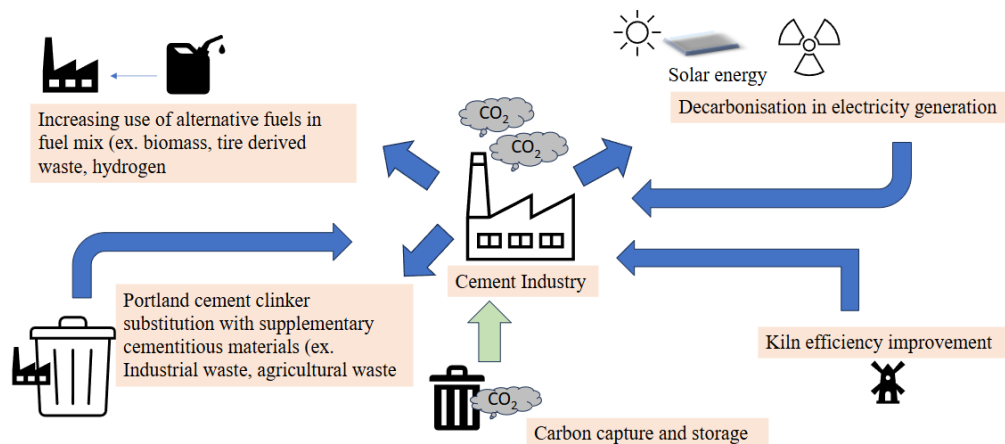 Solar energy
Decarbonisation in electricity generation
Increasing use of alternative fuels in
fuel mix (ex. biomass, tire derived
waste, hydrogen
CO2
CO2
Cement Industry
Portland cement clinker
substitution with supplementary
cementitious materials (ex.
Industrial waste, agricultural waste
Kiln efficiency improvement
CO2
Carbon capture and storage